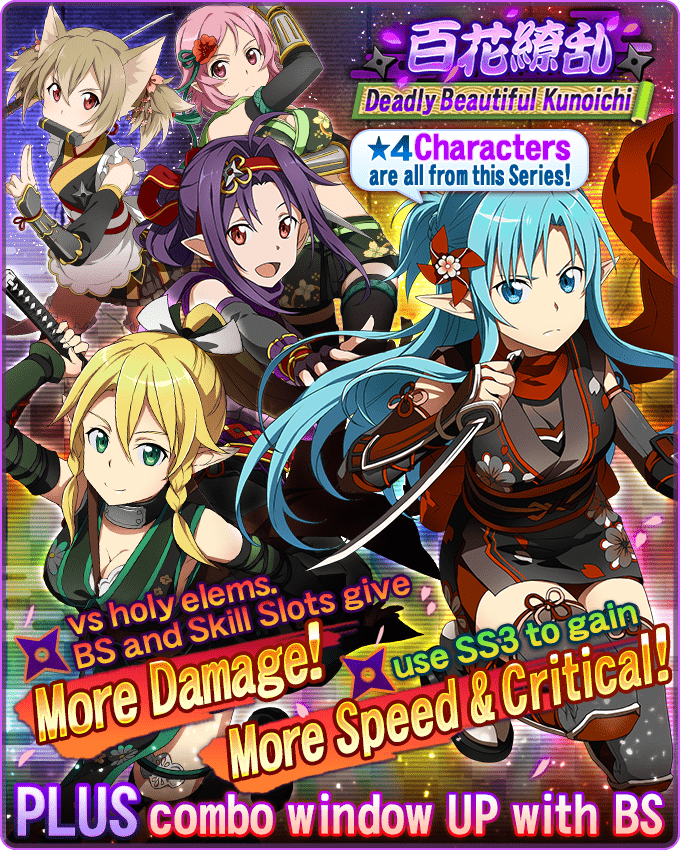 百花繚乱
Deadly Beautiful Kunoichi
★4 Characters
are all from this Series!
vs holy elems.
BS and Skill Slots give
More Damage!
use SS3 to gain
More Speed & Critical!
PLUS combo window UP with BS